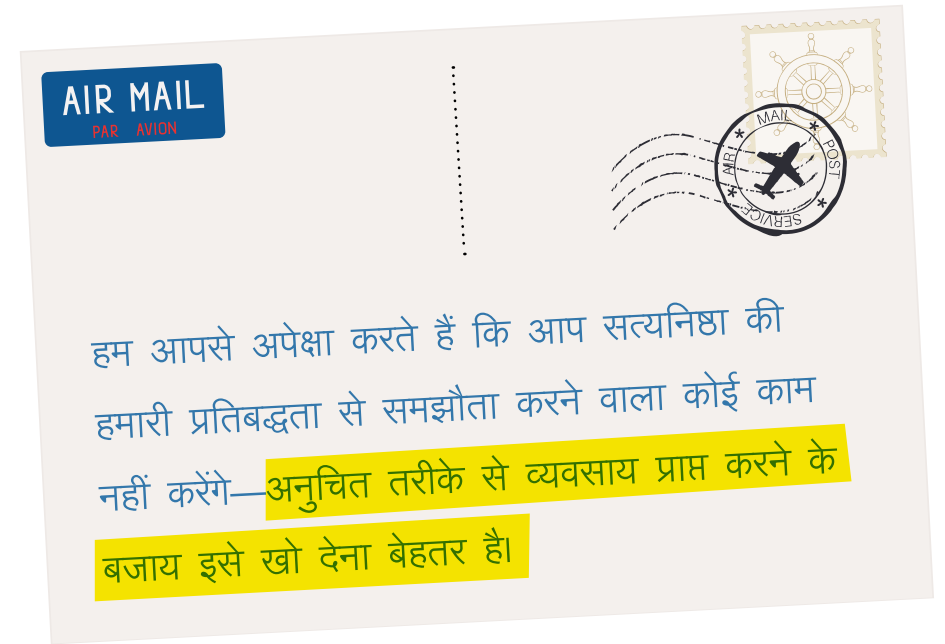 AIR MAIL
PAR AVION
MAIL
POST
AIR
SERVICE
हम आपसे अपेक्षा करते हैं कि आप सत्यनिष्ठा की
हमारी प्रतिबद्धता से समझौता करने वाला कोई काम
नहीं करेंगे—अनुचित तरीके से व्यवसाय प्राप्त करने के
बजाय इसे खो देना बेहतर है।